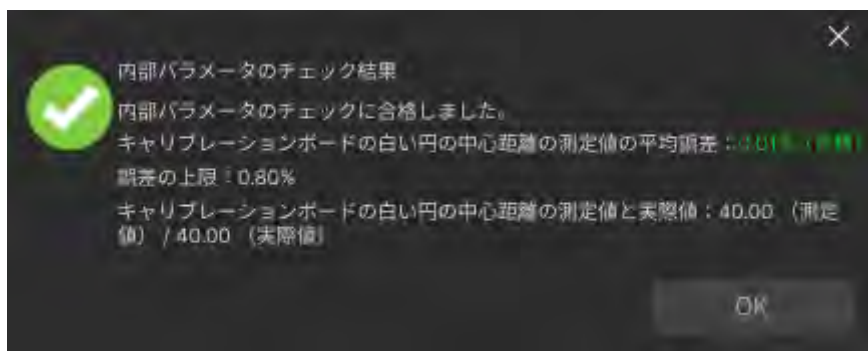 内部パラメータのチェック結果
内部パラメータのチェックに合格しました。
キャリブレーションボードの白い円の中心距離の測定値の平均誤差：
誤差の上限：0.80%
キャリブレーションボードの白い円の中心距離の測定値と実際値：40.00 （測定
値） / 40.00 （実際値）
OK